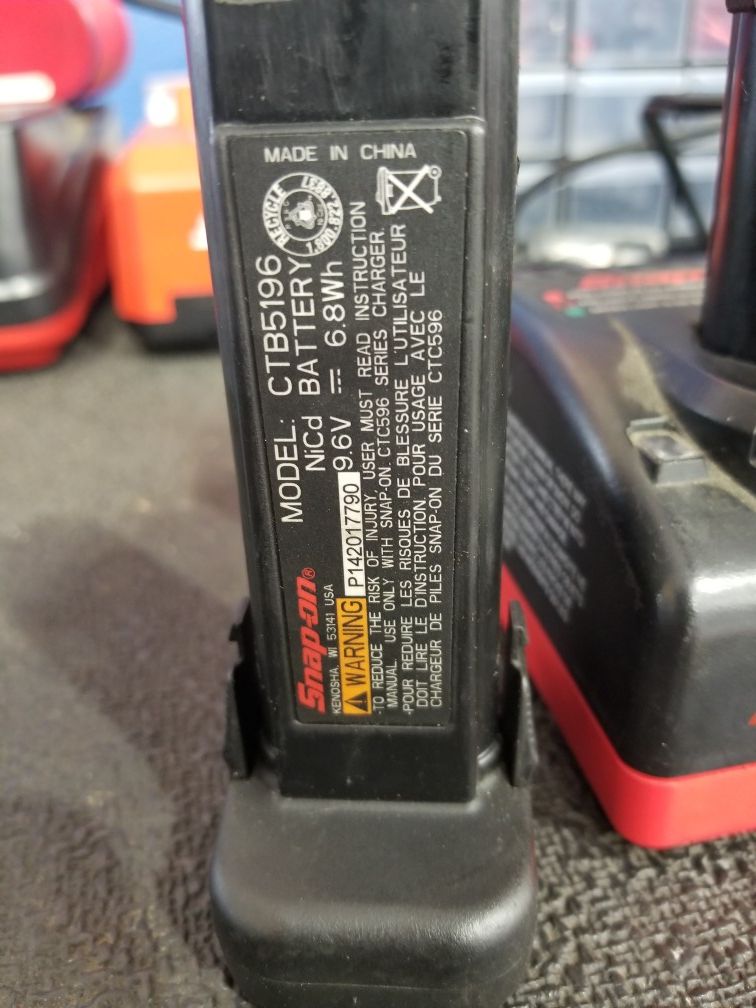 MADE IN CHINA
RECYCLE
1.800.822.8837
Snap-on®
KENOSHA, WI 53141 USA
MODEL: CTB5196
NiCd BATTERY
9.6V 6.8Wh
WARNING
P142017790
-TO REDUCE THE RISK OF INJURY, USER MUST READ INSTRUCTION
MANUAL. USE ONLY WITH SNAP-ON. CTC596 SERIES CHARGER.
-POUR REDUIRE LES RISQUES DE BLESSURE L'UTILISATEUR
DOIT LIRE LE D'INSTRUCTION. POUR USAGE AVEC LE
CHARGEUR DE PILES SNAP-ON DU SERIE CTC596